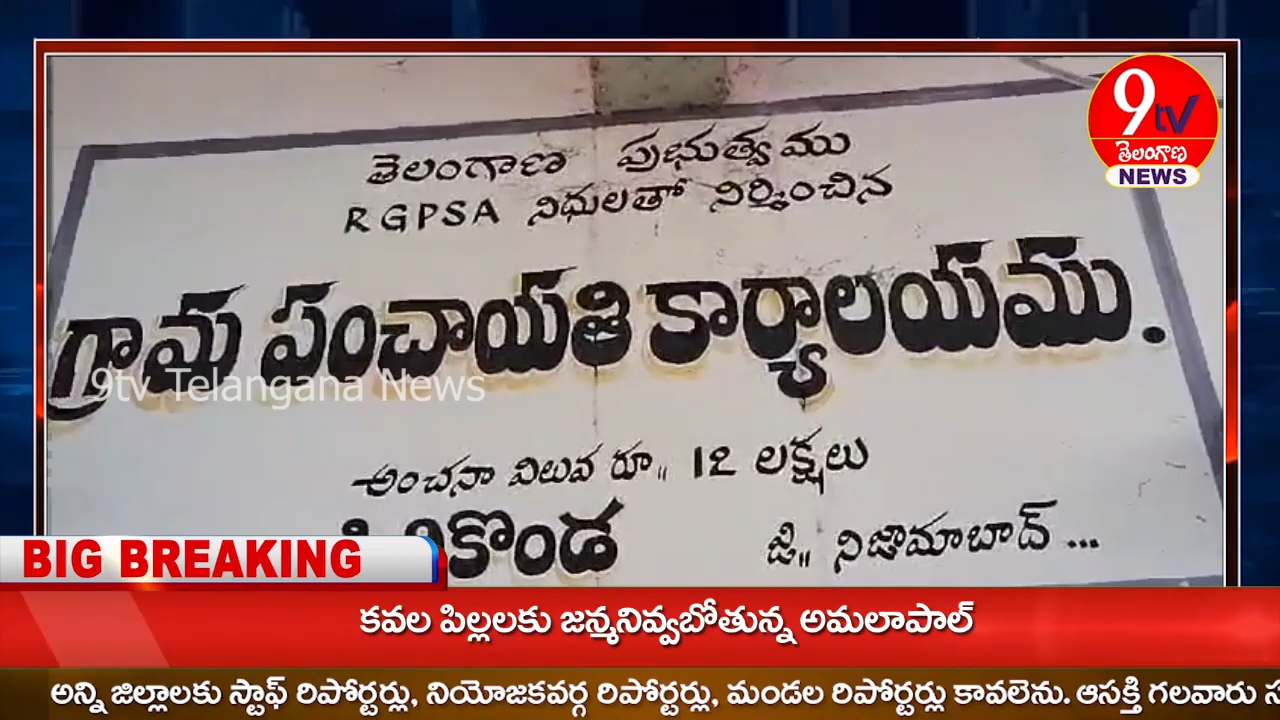 9tv
తెలంగాణ
NEWS
తెలంగాణ ప్రభుత్వము
RGPSA నిధులతో నిర్మించిన
గ్రామ పంచాయతి కార్యాలయము.
9tv Telangana News
అంచనా విలువ రూ,, 12 లక్షలు
జి,, నిజామాబాద్...
BIG BREAKING
కవల పిల్లలకు జన్మనివ్వబోతున్న అమలాపాల్
అన్ని జిల్లాలకు స్టాఫ్ రిపోర్టర్లు, నియోజకవర్గ రిపోర్టర్లు, మండల రిపోర్టర్లు కావలెను. ఆసక్తి గలవారు